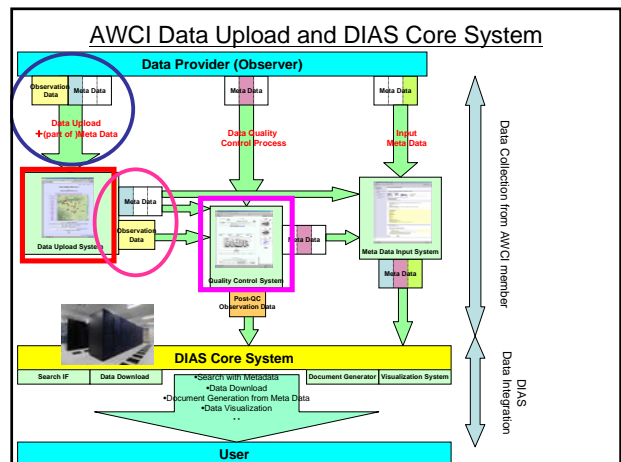 AWCI Data Upload and DIAS Core System
Data Provider (Observer)
Observation
Data
Meta Data
Meta Data
Meta Data
Data Upload
+(part of )Meta Data
Data Quality
Control Process
Input
Meta Data
Data Collection from AWCI member
Data Upload System
Meta Data
Observation
Data
Quality Control System
Meta Data
Meta Data Input System
Meta Data
Post-QC
Observation Data
DIAS Core System
Search IF
Data Download
Document Generator
Visualization System
•Search with Metadata
•Data Download
•Document Generation from Meta Data
•Data Visualization
. .
DIAS
Data Integration
User